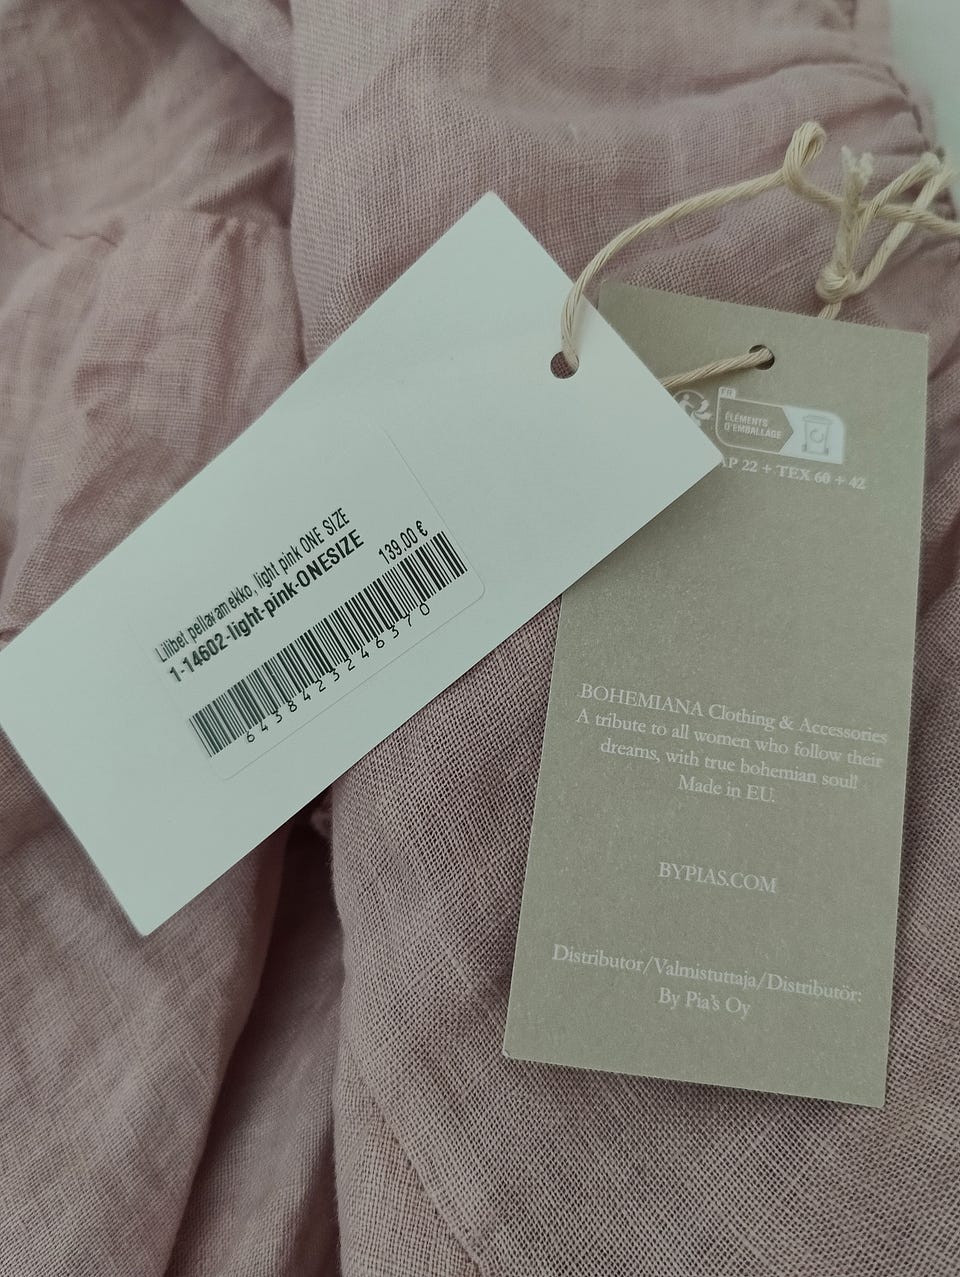 Lilibet pellavamekko, light pink ONE SIZE
1-14602-light-pink-ONESIZE
139.00 €
6438423246370
FR
ÉLÉMENTS
D'EMBALLAGE
22 + TEX 60 + 42
BOHEMIANA Clothing & Accessories
A tribute to all women who follow their
dreams, with true bohemian soul!
Made in EU.
BYPIAS.COM
Distributor/Valmistuttaja/Distributör:
By Pia's Oy